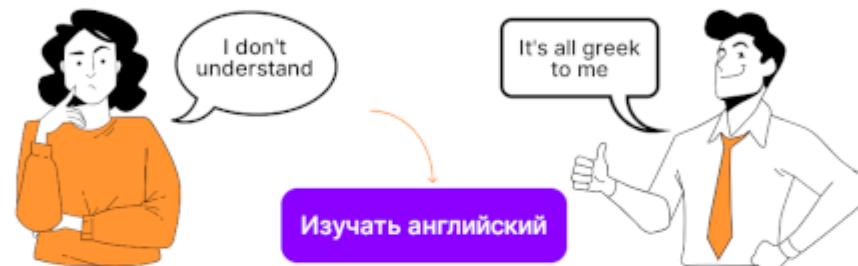 I don't
understand
It's all greek
to me
Изучать английский